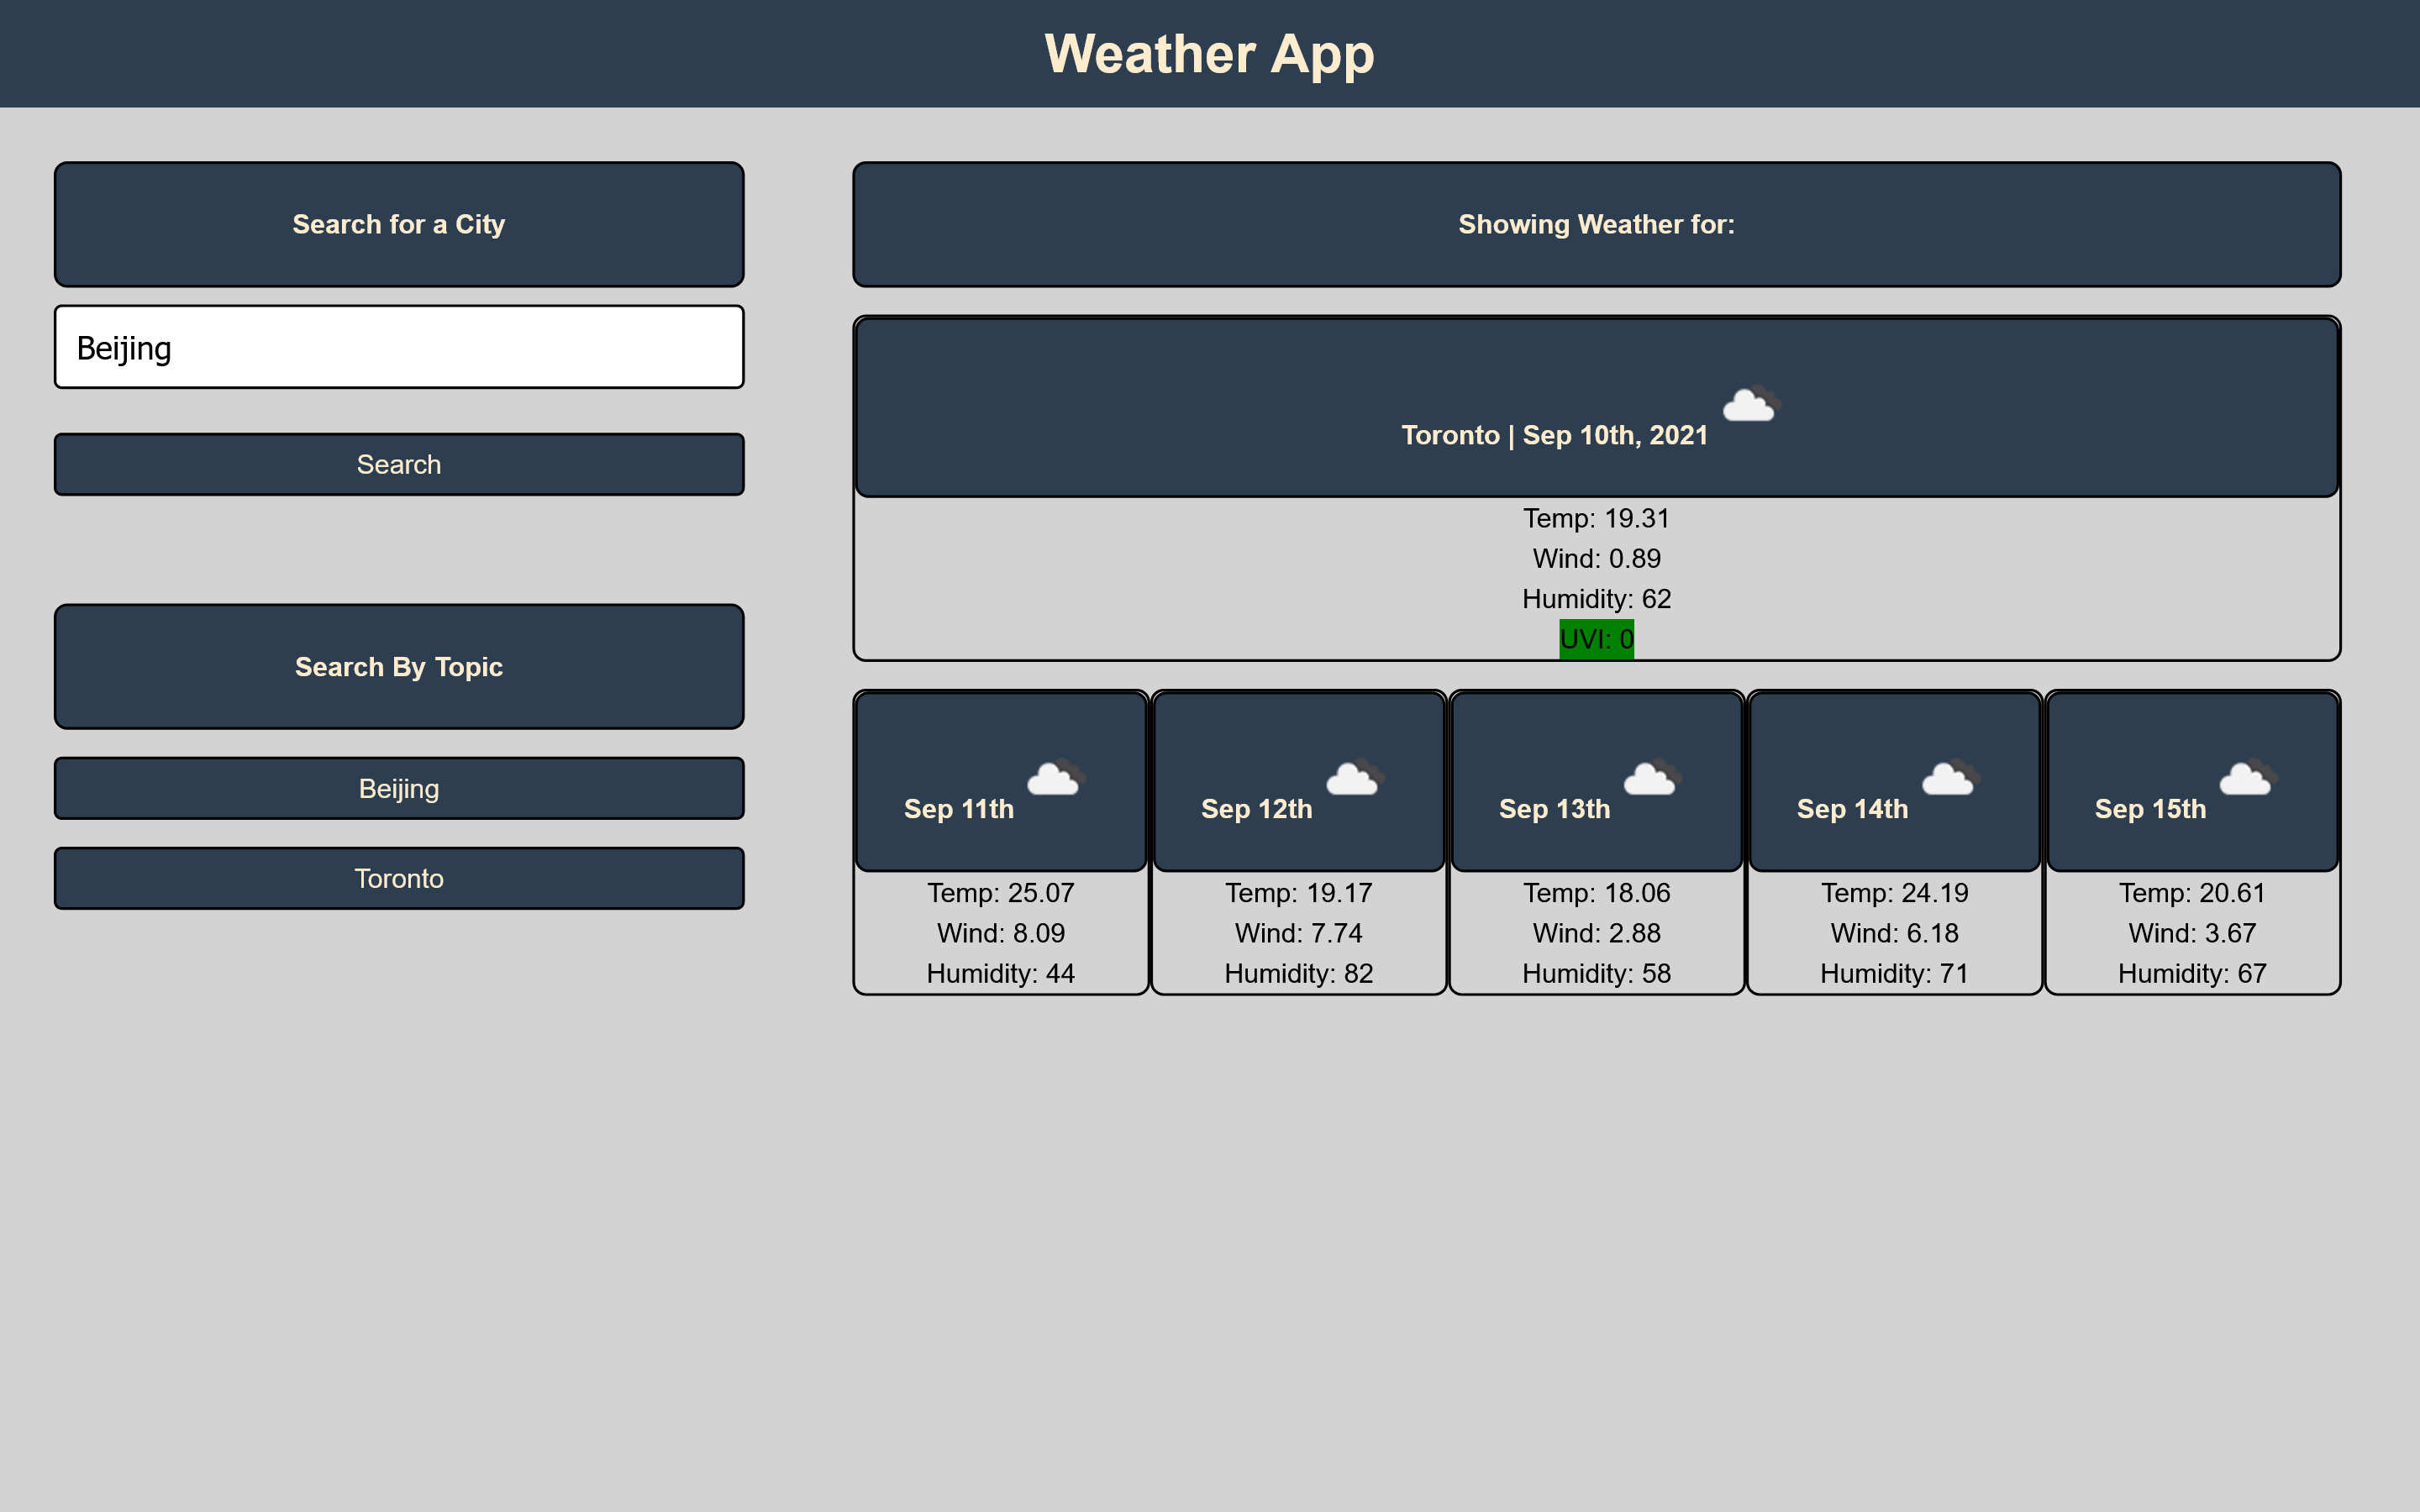 Weather App
Search for a City
Beijing
Search
Search By Topic
Beijing
Toronto
Showing Weather for:
Toronto | Sep 10th, 2021
Temp: 19.31
Wind: 0.89
Humidity: 62
UVI: 0
Sep 11th
Temp: 25.07
Wind: 8.09
Humidity: 44
Sep 12th
Temp: 19.17
Wind: 7.74
Humidity: 82
Sep 13th
Temp: 18.06
Wind: 2.88
Humidity: 58
Sep 14th
Temp: 24.19
Wind: 6.18
Humidity: 71
Sep 15th
Temp: 20.61
Wind: 3.67
Humidity: 67